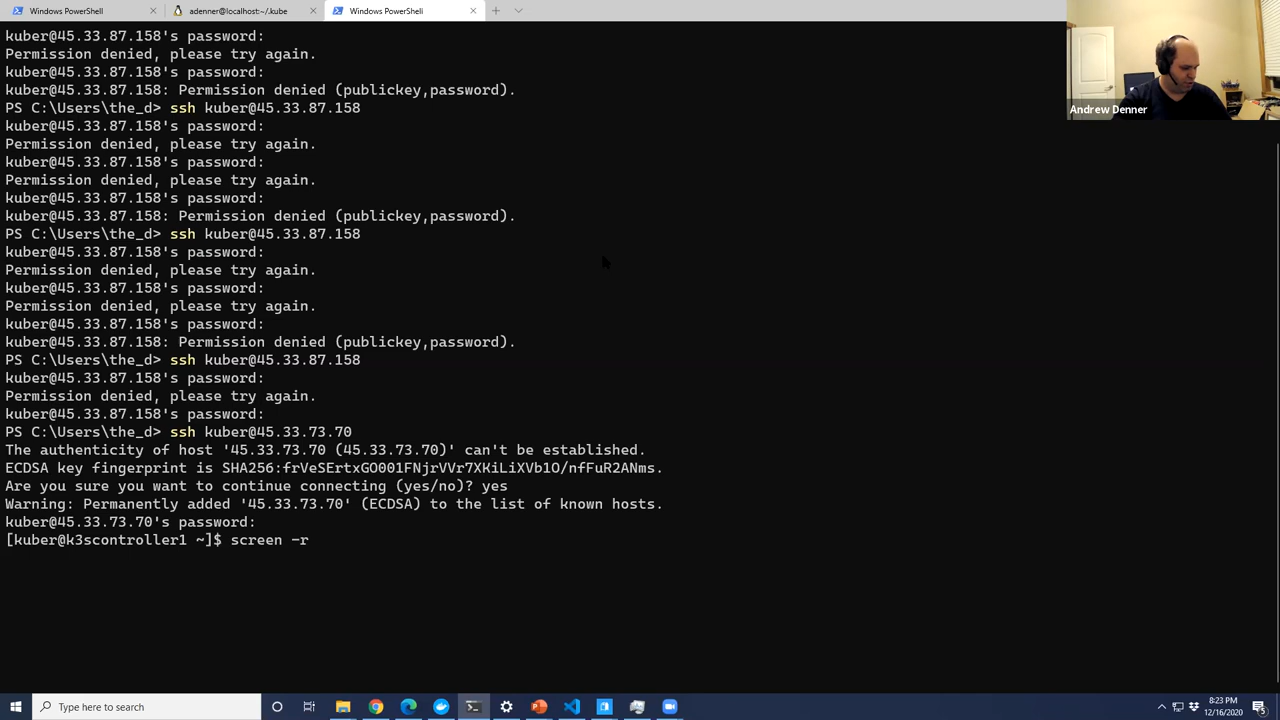 Windows PowerShell
adenner@localhost:~/.kube
Windows PowerShell
kuber@45.33.87.158's password:
Permission denied, please try again.
kuber@45.33.87.158's password:
kuber@45.33.87.158: Permission denied (publickey,password).
PS C:\Users\the_d> ssh kuber@45.33.87.158
kuber@45.33.87.158's password:
Permission denied, please try again.
kuber@45.33.87.158's password:
Permission denied, please try again.
kuber@45.33.87.158's password:
kuber@45.33.87.158: Permission denied (publickey,password).
PS C:\Users\the_d> ssh kuber@45.33.87.158
kuber@45.33.87.158's password:
Permission denied, please try again.
kuber@45.33.87.158's password:
Permission denied, please try again.
kuber@45.33.87.158's password:
kuber@45.33.87.158: Permission denied (publickey,password).
PS C:\Users\the_d> ssh kuber@45.33.87.158
kuber@45.33.87.158's password:
Permission denied, please try again.
kuber@45.33.87.158's password:
PS C:\Users\the_d> ssh kuber@45.33.73.70
The authenticity of host '45.33.73.70 (45.33.73.70)' can't be established.
ECDSA key fingerprint is SHA256:frVeSErtxGO001FNjrVVr7XKiLiXVb1O/nfFuR2ANms.
Are you sure you want to continue connecting (yes/no)? yes
Warning: Permanently added '45.33.73.70' (ECDSA) to the list of known hosts.
kuber@45.33.73.70's password:
[kuber@k3scontroller1 ~]$ screen -r
Andrew Denner
Type here to search
8:23 PM
12/16/2020
5